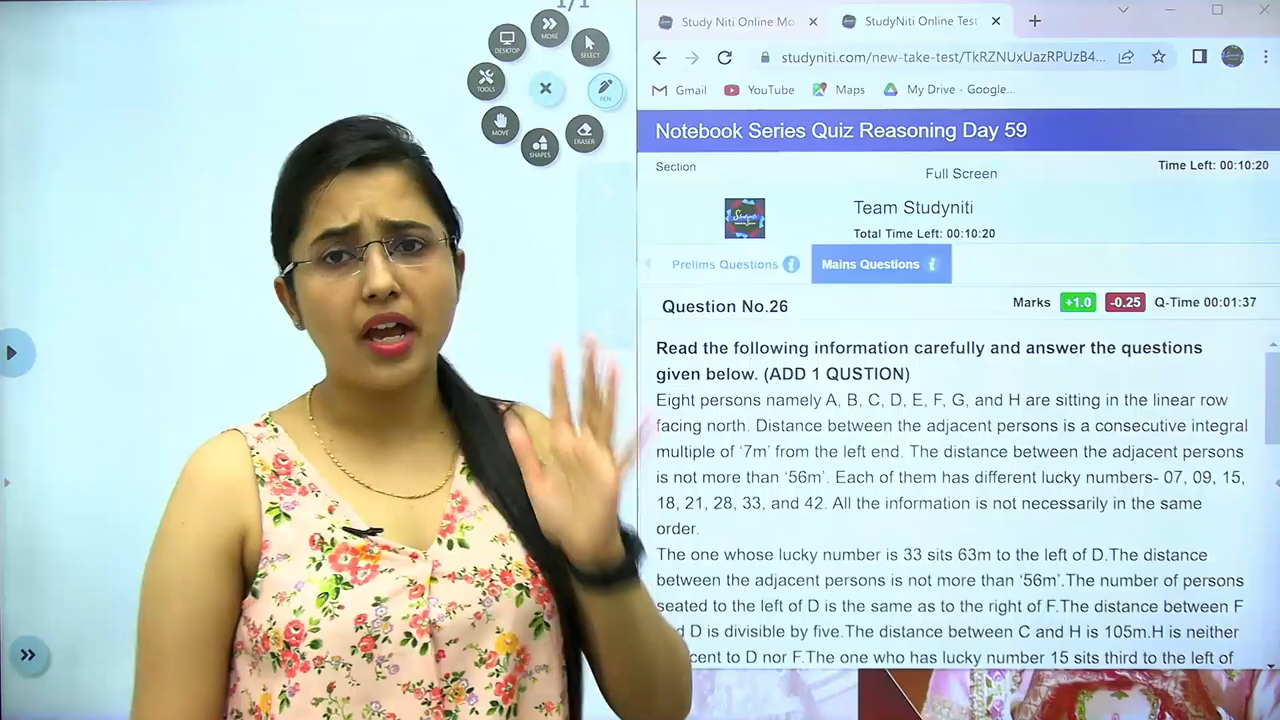 1/1
MORE
DESKTOP
SELECT
TOOLS
PEN
MOVE
ERASER
SHAPES
Study Niti Online Mo
StudyNiti Online Test
studyniti.com/new-take-test/TkRZNUxUazRPUzB4...
Gmail
YouTube
Maps
My Drive - Google...
Notebook Series Quiz Reasoning Day 59
Section
Time Left: 00:10:20
Full Screen
Team Studyniti
Total Time Left: 00:10:20
Prelims Questions
Mains Questions
Question No.26
Marks +1.0 -0.25 Q-Time 00:01:37
Read the following information carefully and answer the questions
given below. (ADD 1 QUSTION)
Eight persons namely A, B, C, D, E, F, G, and H are sitting in the linear row
facing north. Distance between the adjacent persons is a consecutive integral
multiple of ‘7m’ from the left end. The distance between the adjacent persons
is not more than ‘56m’. Each of them has different lucky numbers- 07, 09, 15,
18, 21, 28, 33, and 42. All the information is not necessarily in the same
order.
The one whose lucky number is 33 sits 63m to the left of D.The distance
between the adjacent persons is not more than ‘56m’.The number of persons
seated to the left of D is the same as to the right of F.The distance between F
d D is divisible by five.The distance between C and H is 105m.H is neither
cent to D nor F.The one who has lucky number 15 sits third to the left of